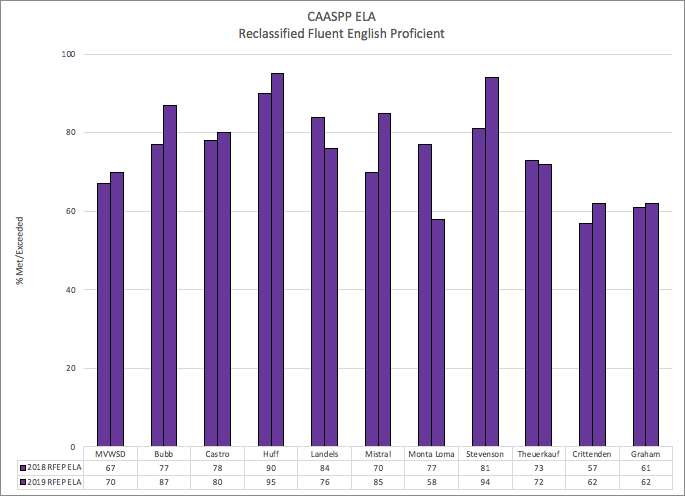 CAASPP ELA
Reclassified Fluent English Proficient
% Met/Exceeded
100
80
60
40
20
0
MVWSD Bubb Castro Huff Landels Mistral Monta Loma Stevenson Theuerkauf Crittenden Graham
2018 RFEP ELA 67 77 78 90 84 70 77 81 73 57 61
2019 RFEP ELA 70 87 80 95 76 85 58 94 72 62 62